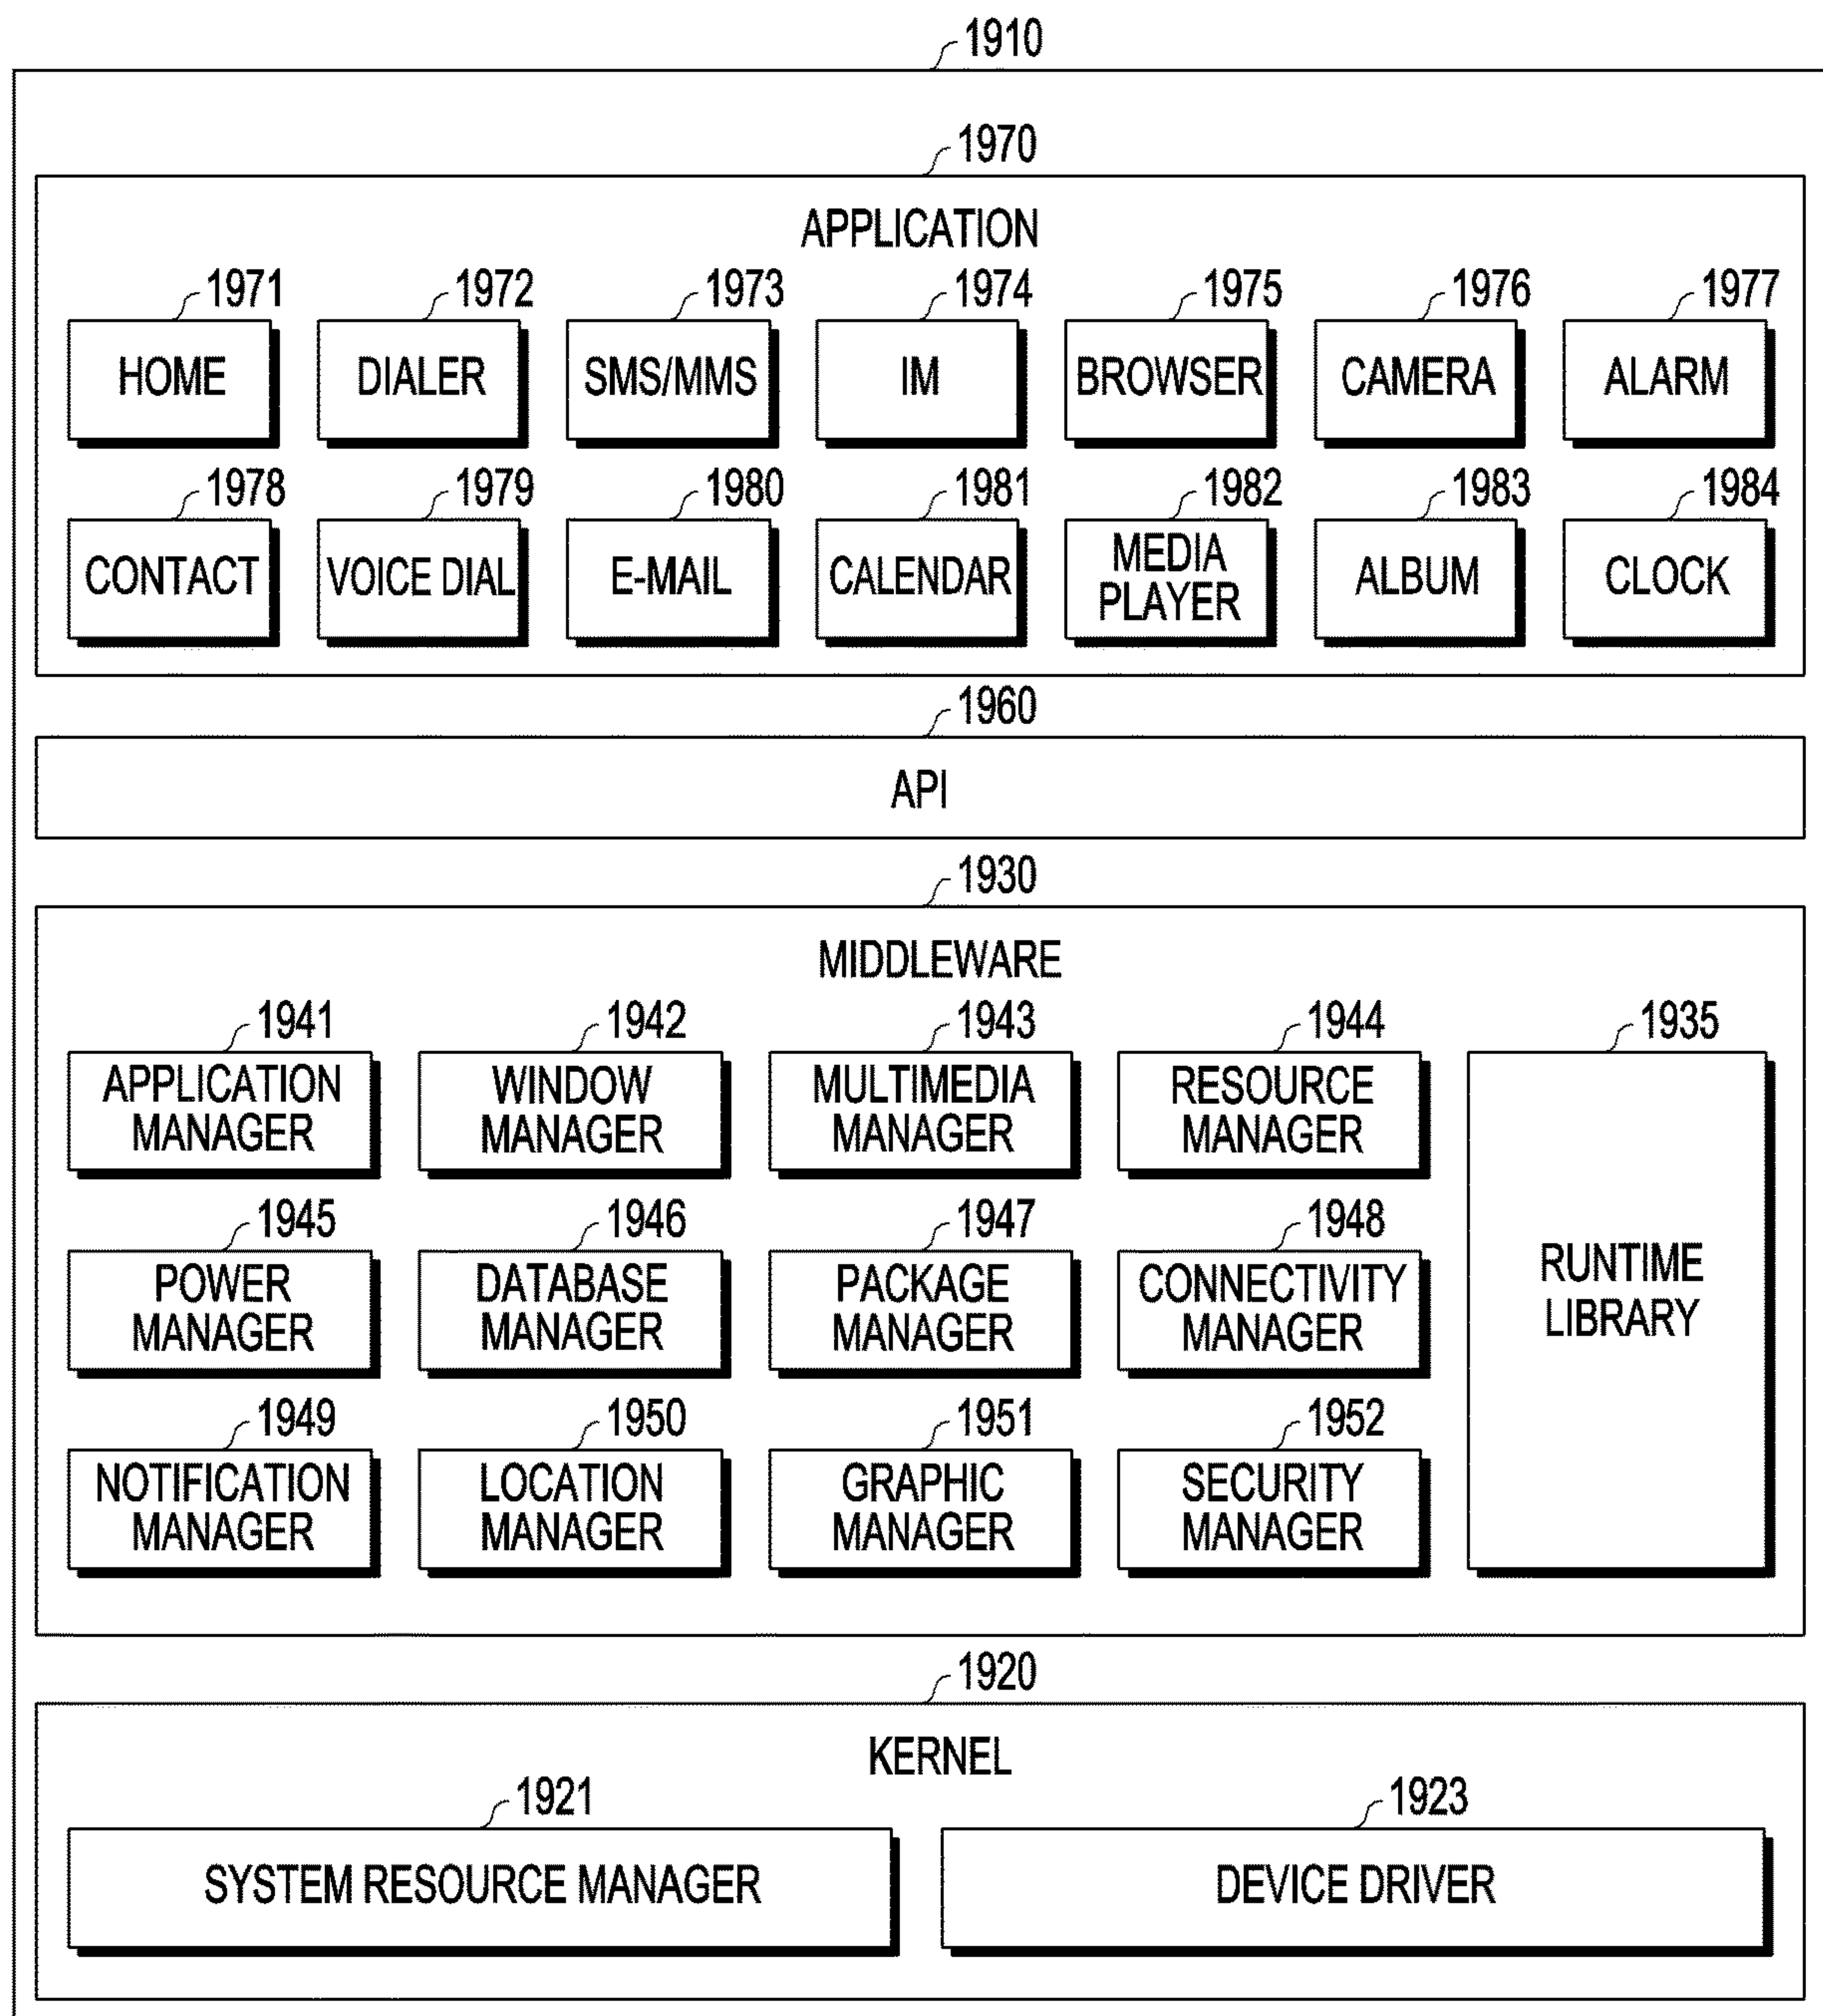 1910
1970
APPLICATION
1971 1972 1973 1974 1975 1976 1977
HOME DIALER SMS/MMS IM BROWSER CAMERA ALARM
1978 1979 1980 1981 1982 1983 1984
CONTACT VOICE DIAL E-MAIL CALENDAR MEDIA PLAYER ALBUM CLOCK
1960
API
1930
MIDDLEWARE
1941 1942 1943 1944 1935
APPLICATION MANAGER WINDOW MANAGER MULTIMEDIA MANAGER RESOURCE MANAGER
1945 1946 1947 1948
POWER MANAGER DATABASE MANAGER PACKAGE MANAGER CONNECTIVITY MANAGER RUNTIME LIBRARY
1949 1950 1951 1952
NOTIFICATION MANAGER LOCATION MANAGER GRAPHIC MANAGER SECURITY MANAGER
1920
KERNEL
1921 1923
SYSTEM RESOURCE MANAGER DEVICE DRIVER